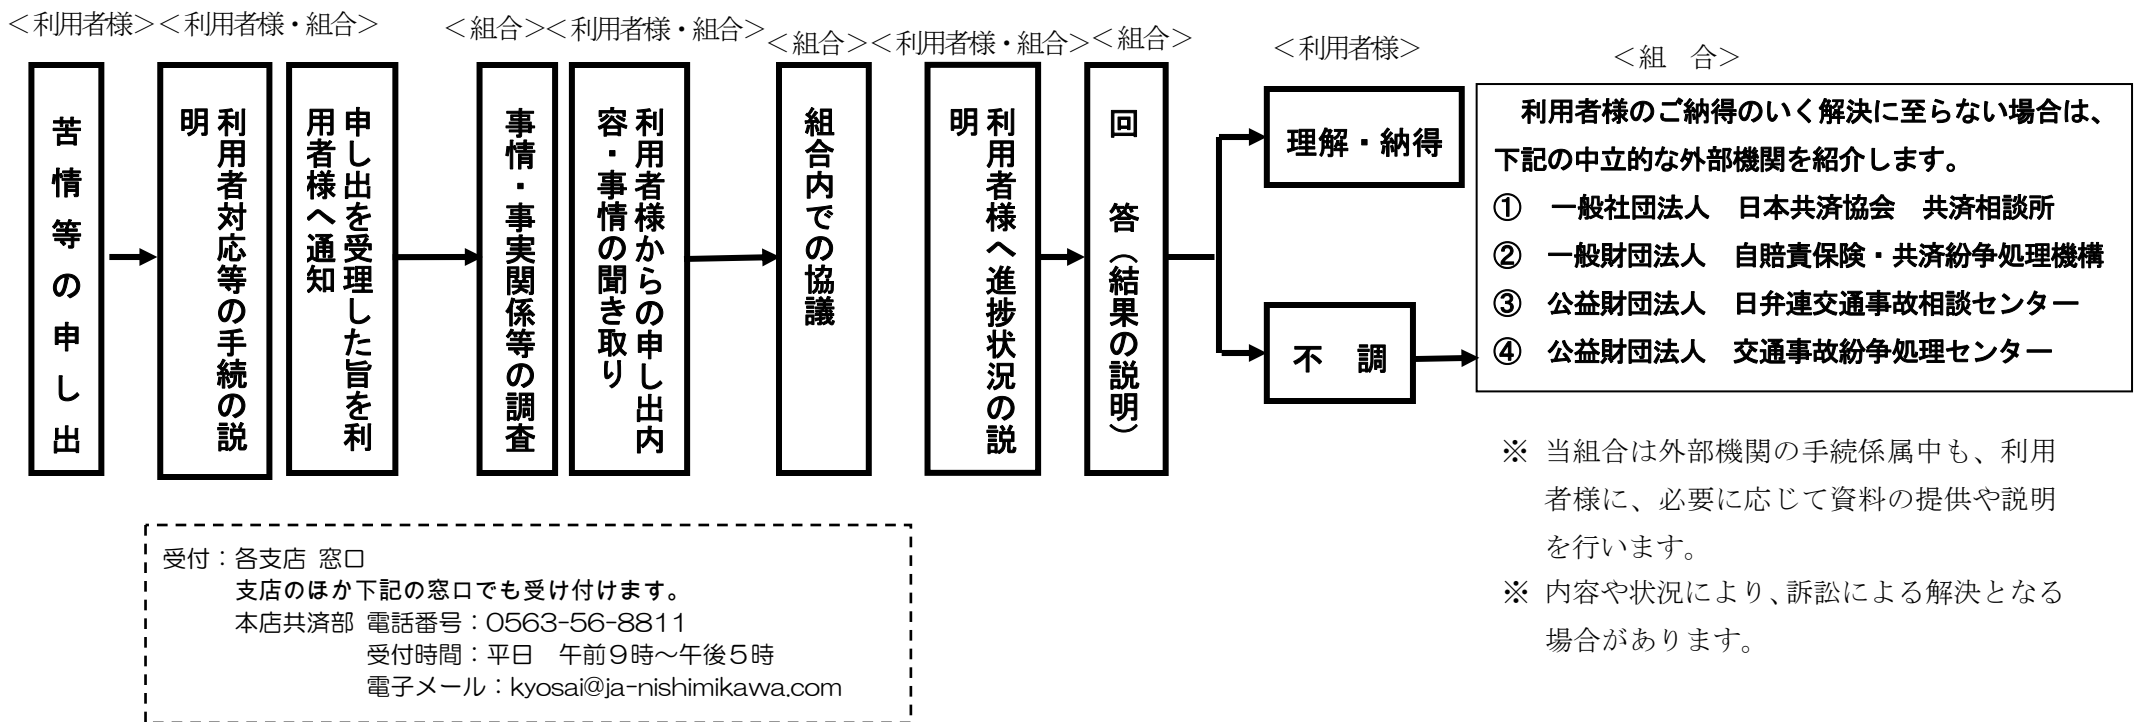 ＜利用者様＞
＜利用者様・組合＞
＜組合＞
＜利用者様・組合＞
＜組合＞
＜利用者様・組合＞
＜組合＞
＜利用者様＞
＜組　合＞
苦情等の申し出
利用者対応等の手続の説
明
申し出を受理した旨を利
用者様へ通知
事情・事実関係等の調査
利用者様からの申し出内
容・事情の聞き取り
組合内での協議
利用者様へ進捗状況の説
明
回　答（結果の説明）
理解・納得
不　調
利用者様のご納得のいく解決に至らない場合は、
下記の中立的な外部機関を紹介します。
①　一般社団法人　日本共済協会　共済相談所
②　一般財団法人　自賠責保険・共済紛争処理機構
③　公益財団法人　日弁連交通事故相談センター
④　公益財団法人　交通事故紛争処理センター
※ 当組合は外部機関の手続係属中も、利用
者様に、必要に応じて資料の提供や説明
を行います。
※ 内容や状況により、訴訟による解決となる
場合があります。
受付：各支店 窓口
支店のほか下記の窓口でも受け付けます。
本店共済部 電話番号：0563-56-8811
受付時間：平日　午前９時～午後５時
電子メール：kyosai@ja-nishimikawa.com